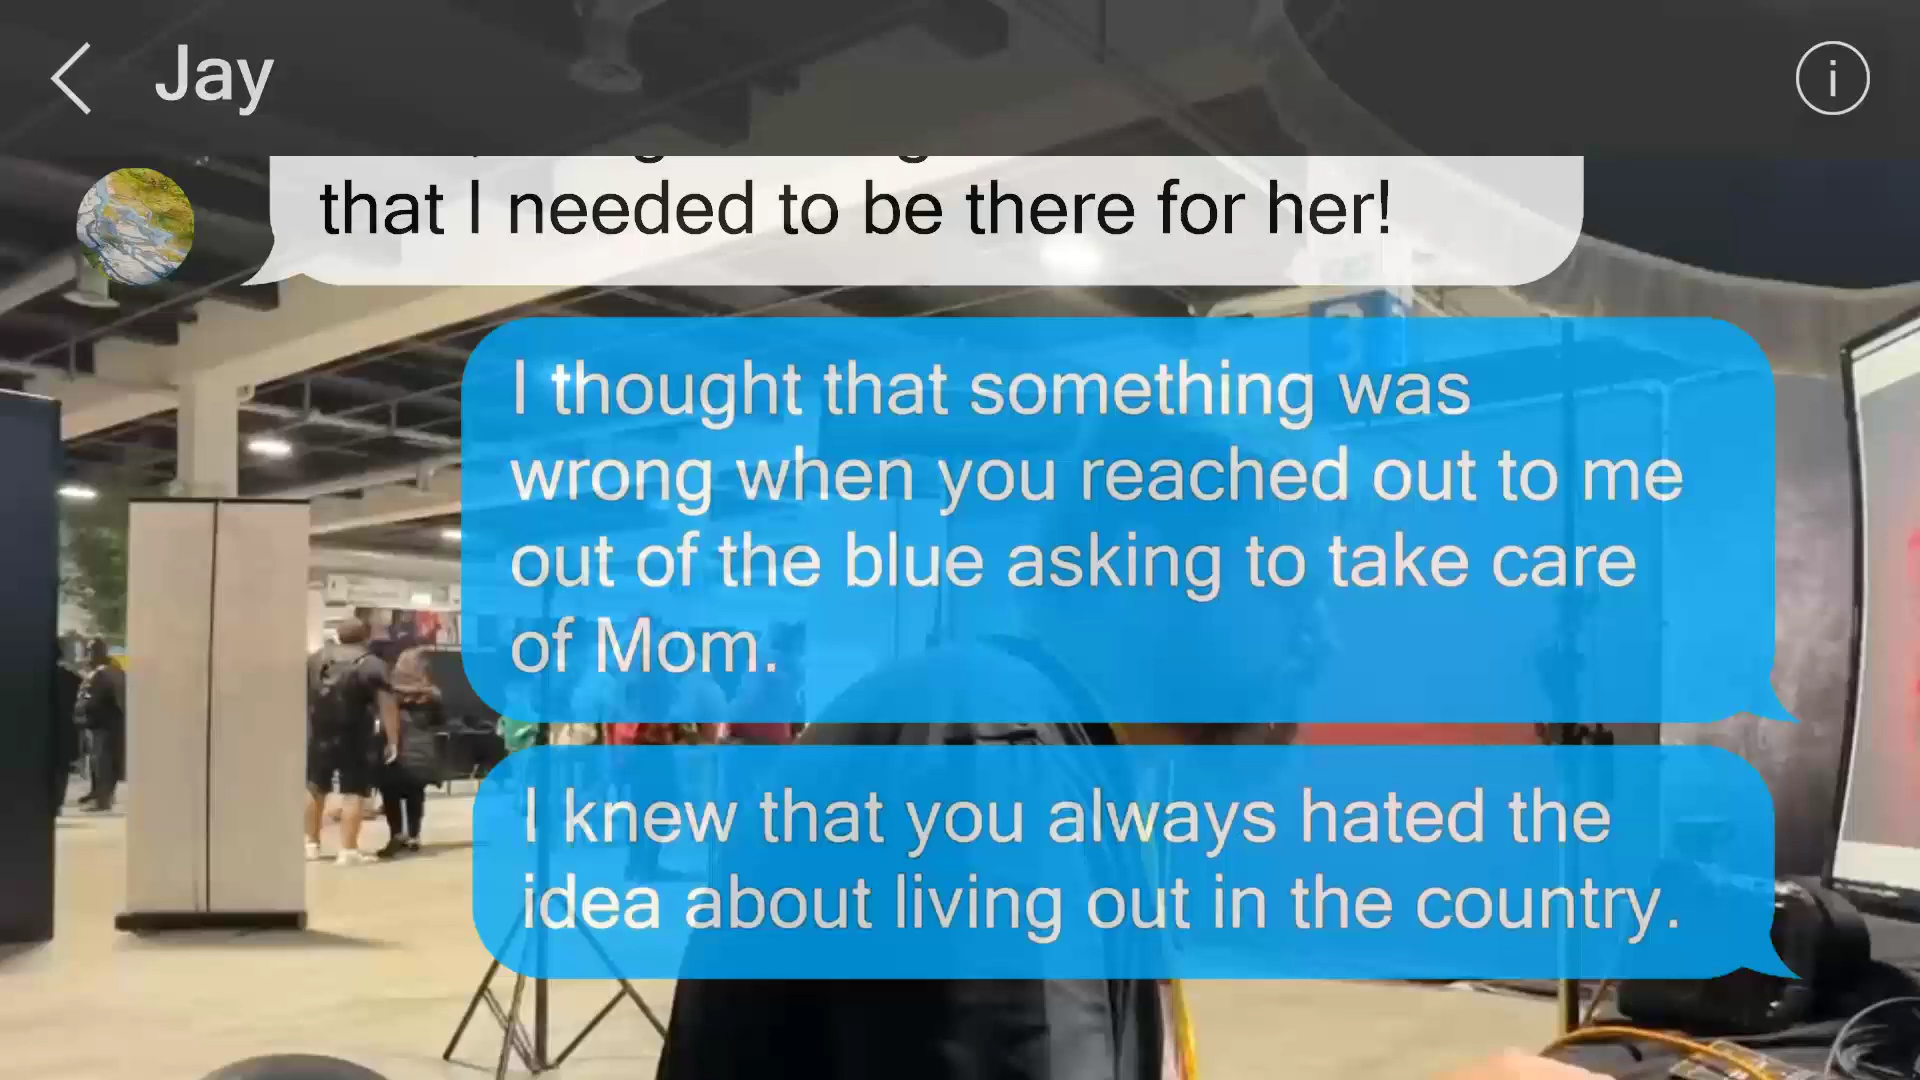 Jay
that I needed to be there for her!
I thought that something was
wrong when you reached out to me
out of the blue asking to take care
of Mom.
I knew that you always hated the
idea about living out in the country.